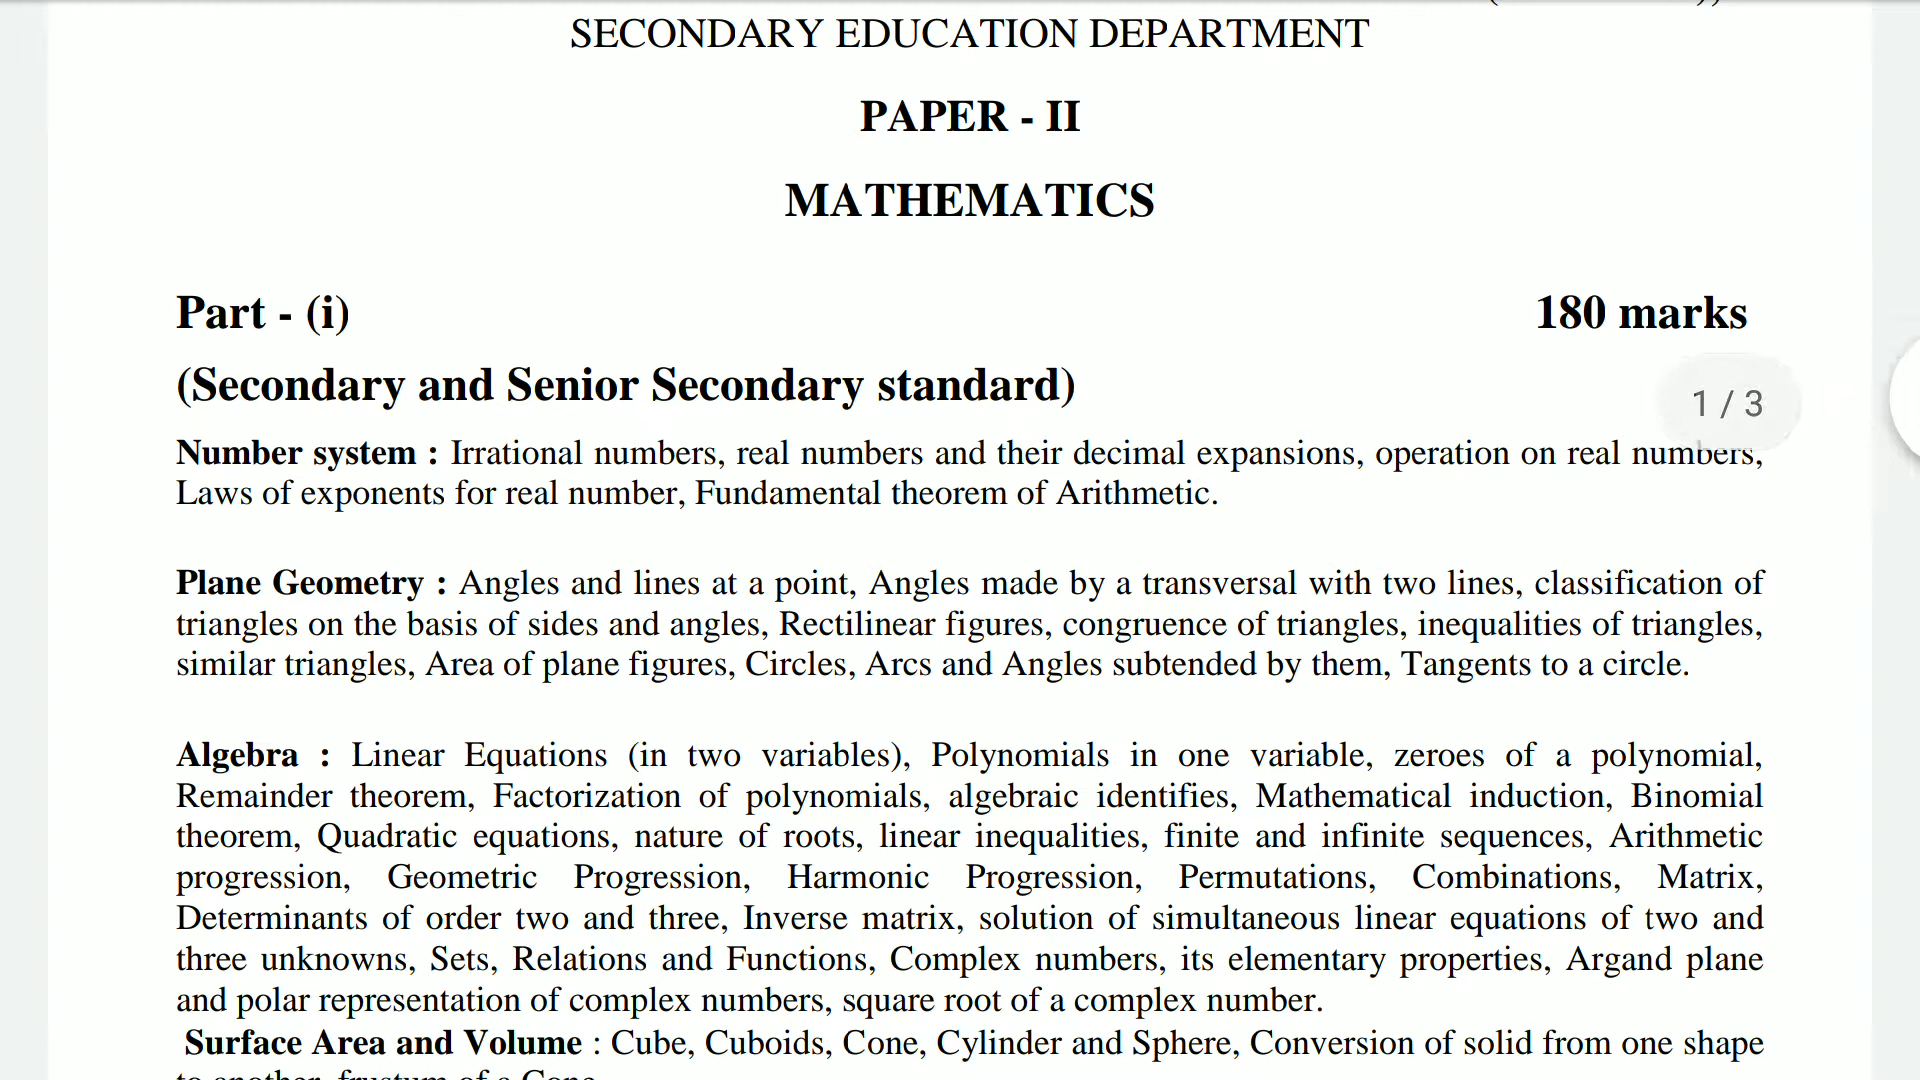 SECONDARY EDUCATION DEPARTMENT
PAPER - II
MATHEMATICS
Part - (i) 180 marks
(Secondary and Senior Secondary standard)
1 / 3
Number system : Irrational numbers, real numbers and their decimal expansions, operation on real numbers,
Laws of exponents for real number, Fundamental theorem of Arithmetic.
Plane Geometry : Angles and lines at a point, Angles made by a transversal with two lines, classification of
triangles on the basis of sides and angles, Rectilinear figures, congruence of triangles, inequalities of triangles,
similar triangles, Area of plane figures, Circles, Arcs and Angles subtended by them, Tangents to a circle.
Algebra : Linear Equations (in two variables), Polynomials in one variable, zeroes of a polynomial,
Remainder theorem, Factorization of polynomials, algebraic identifies, Mathematical induction, Binomial
theorem, Quadratic equations, nature of roots, linear inequalities, finite and infinite sequences, Arithmetic
progression, Geometric Progression, Harmonic Progression, Permutations, Combinations, Matrix,
Determinants of order two and three, Inverse matrix, solution of simultaneous linear equations of two and
three unknowns, Sets, Relations and Functions, Complex numbers, its elementary properties, Argand plane
and polar representation of complex numbers, square root of a complex number.
Surface Area and Volume : Cube, Cuboids, Cone, Cylinder and Sphere, Conversion of solid from one shape
to another, frustum of a Cone